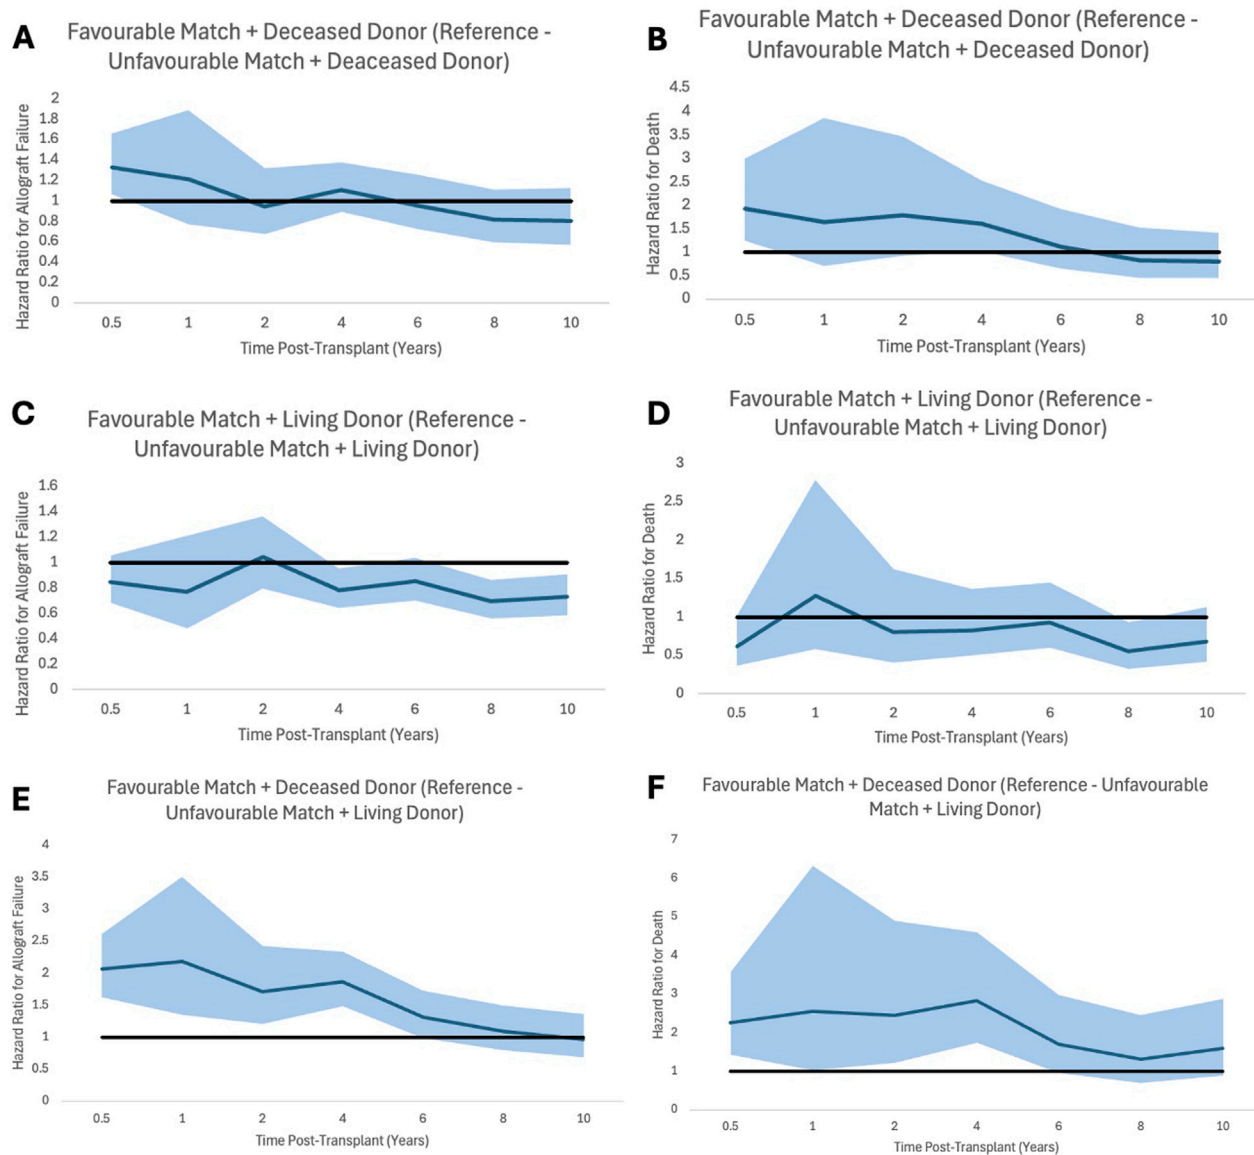 A
Favourable Match + Deceased Donor (Reference -
Unfavourable Match + Deaceased Donor)
Hazard Ratio for Allograft Failure
2
1.8
1.6
1.4
1.2
1
0.8
0.6
0.4
0.2
0
0.5 1 2 4 6 8 10
Time Post-Transplant (Years)
B
Favourable Match + Deceased Donor (Reference -
Unfavourable Match + Deceased Donor)
Hazard Ratio for Death
4.5
4
3.5
3
2.5
2
1.5
1
0.5
0
0.5 1 2 4 6 8 10
Time Post-Transplant (Years)
C
Favourable Match + Living Donor (Reference -
Unfavourable Match + Living Donor)
Hazard Ratio for Allograft Failure
1.6
1.4
1.2
1
0.8
0.6
0.4
0.2
0
0.5 1 2 4 6 8 10
Time Post-Transplant (Years)
D
Favourable Match + Living Donor (Reference -
Unfavourable Match + Living Donor)
Hazard Ratio for Death
3
2.5
2
1.5
1
0.5
0
0.5 1 2 4 6 8 10
Time Post-Transplant (Years)
E
Favourable Match + Deceased Donor (Reference -
Unfavourable Match + Living Donor)
Hazard Ratio for Allograft Failure
4
3.5
3
2.5
2
1.5
1
0.5
0
0.5 1 2 4 6 8 10
Time Post-Transplant (Years)
F
Favourable Match + Deceased Donor (Reference - Unfavourable
Match + Living Donor)
Hazard Ratio for Death
7
6
5
4
3
2
1
0
0.5 1 2 4 6 8 10
Time Post-Transplant (Years)